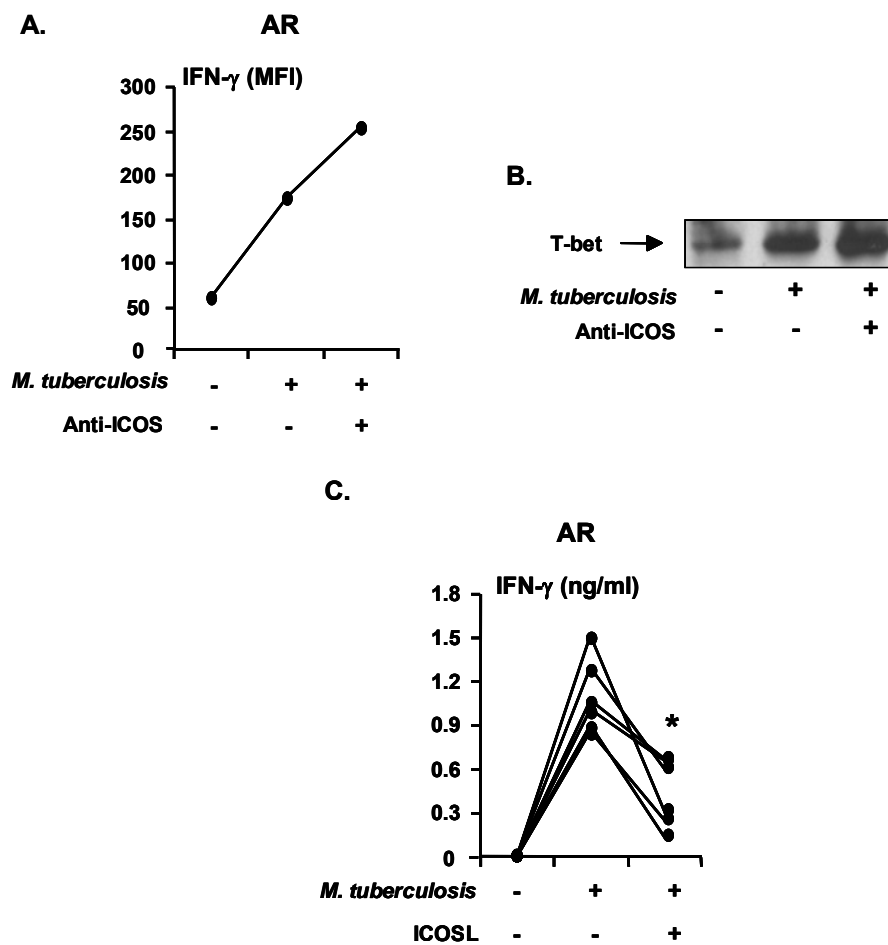 A.
AR
IFN-γ (MFI)
300
250
200
150
100
50
0
M. tuberculosis - + +
Anti-ICOS - - +
B.
T-bet
M. tuberculosis - + +
Anti-ICOS - - +
C.
AR
IFN-γ (ng/ml)
1.8
1.5
1.2
0.9
*
0.6
0.3
0
M. tuberculosis - + +
ICOSL - - +